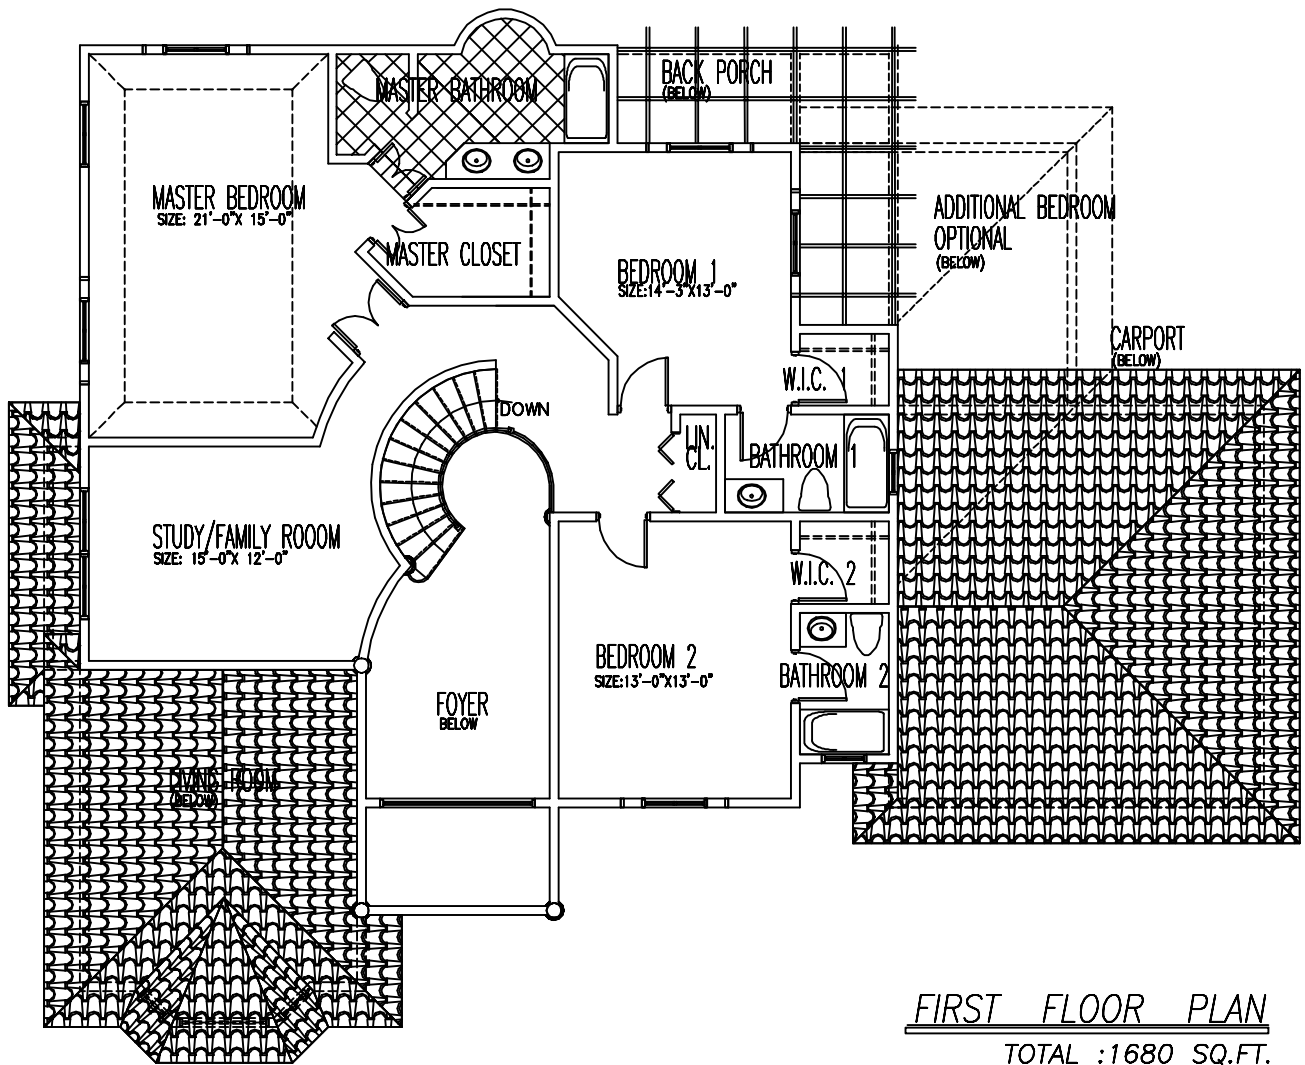 BACK PORCH
(BELOW)
MASTER BATHROOM
MASTER BEDROOM
SIZE: 21'-0"X 15'-0"
ADDITIONAL BEDROOM
OPTIONAL
(BELOW)
MASTER CLOSET
BEDROOM 1
SIZE:14'-3"X13'-0"
CARPORT
(BELOW)
W.I.C. 1
DOWN
LIN.
CL.
BATHROOM 1
STUDY/FAMILY ROOOM
SIZE: 15'-0"X 12'-0"
W.I.C. 2
BEDROOM 2
SIZE:13'-0"X13'-0"
BATHROOM 2
FOYER
BELOW
ROOM
(BELOW)
FIRST FLOOR PLAN
TOTAL :1680 SQ.FT.